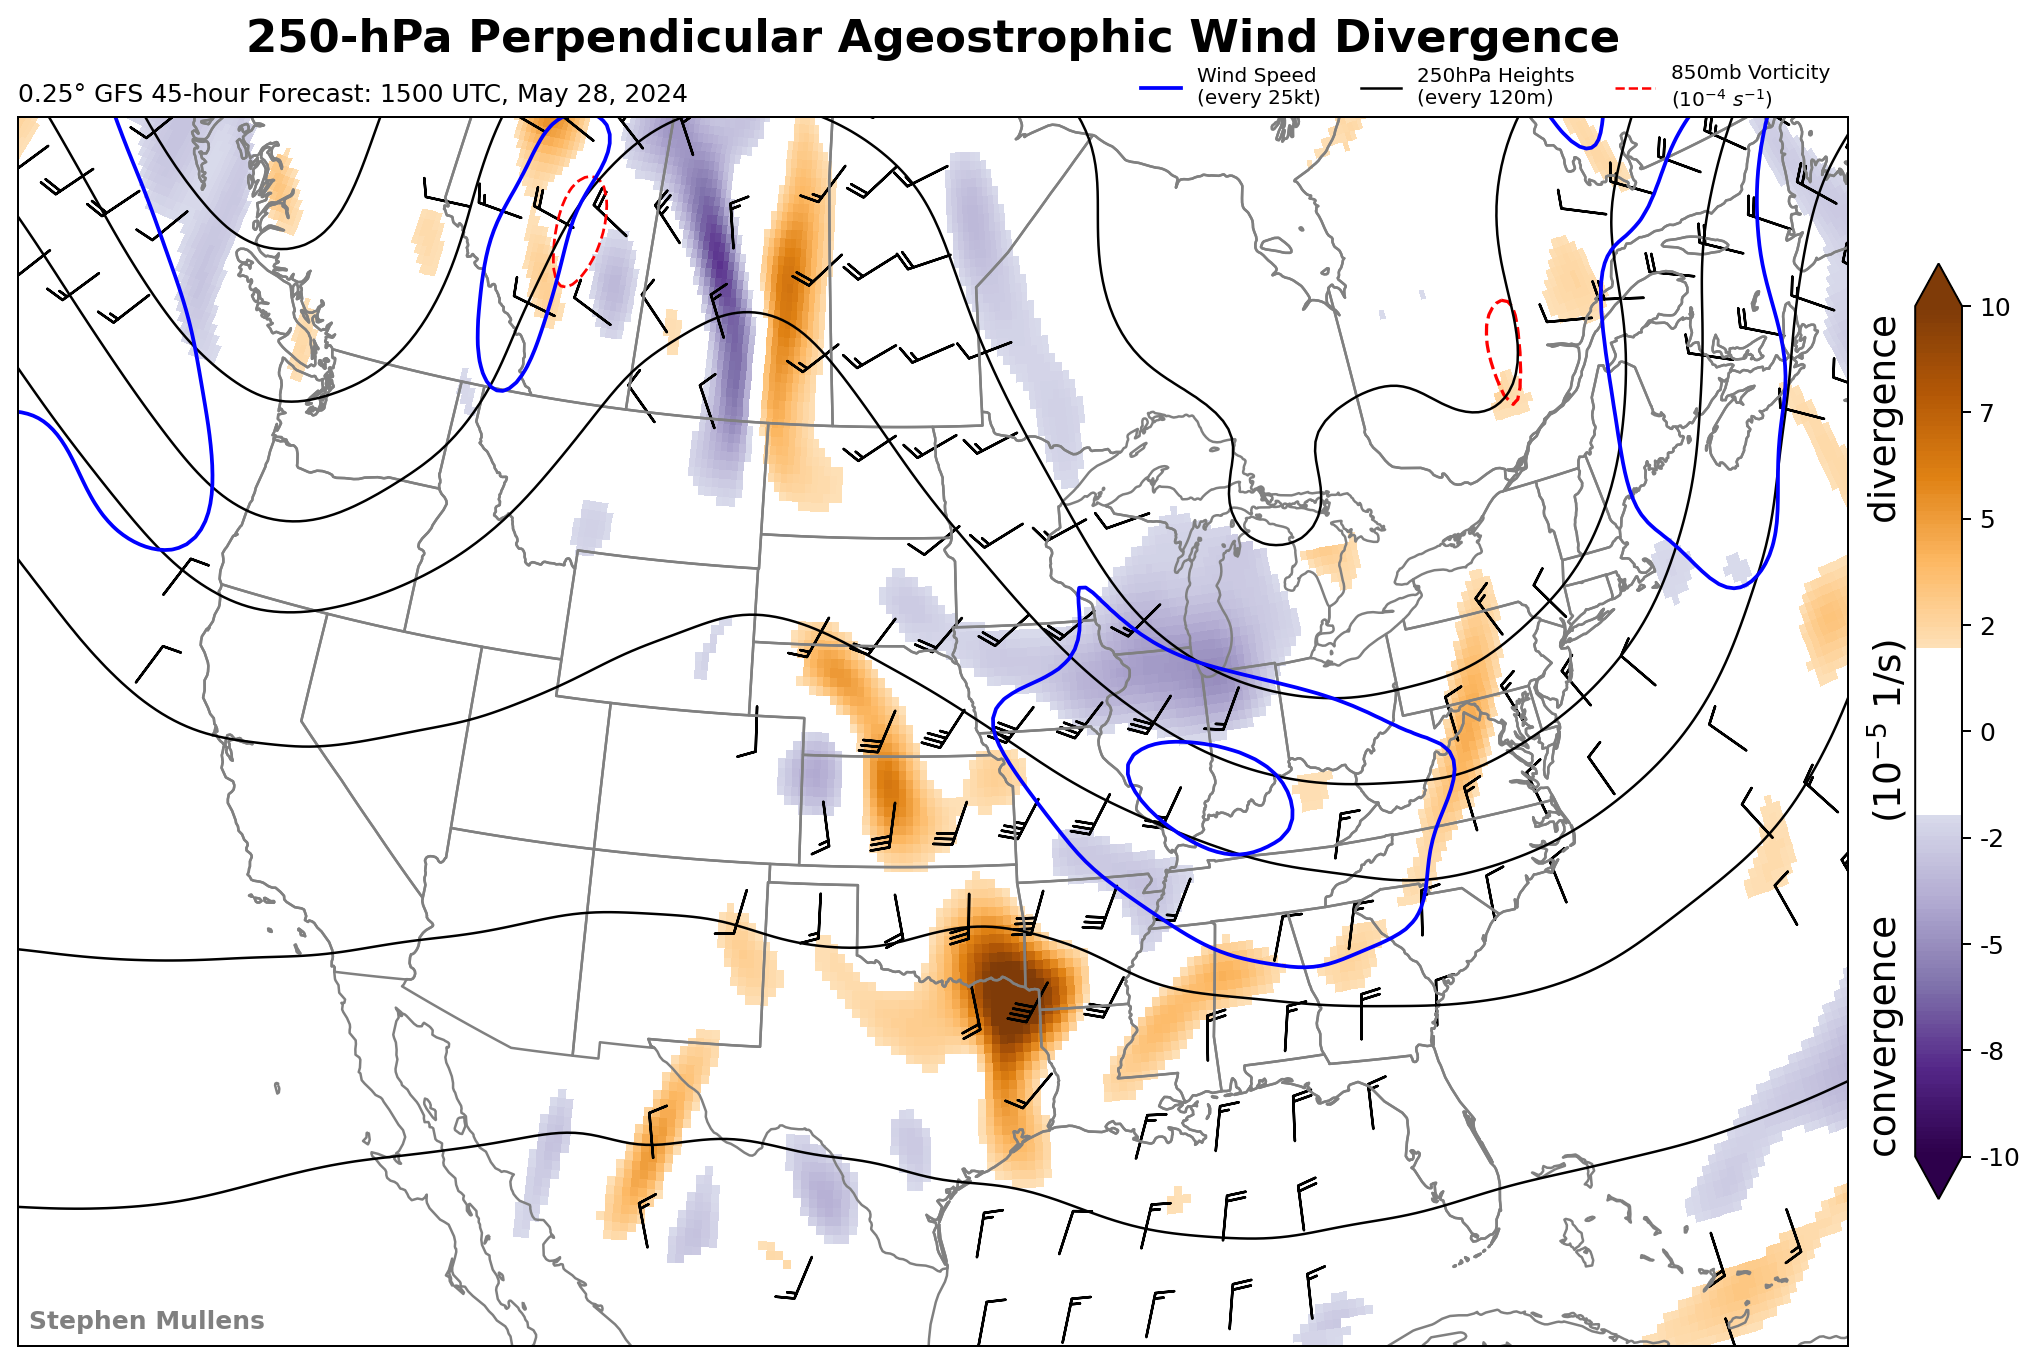 250-hPa Perpendicular Ageostrophic Wind Divergence
0.25° GFS 45-hour Forecast: 1500 UTC, May 28, 2024
Wind Speed
(every 25kt)
250hPa Heights
(every 120m)
850mb Vorticity
(10⁻⁴ s⁻¹)
10
7
5
2
0
-2
-5
-8
-10
convergence (10⁻⁵ 1/s) divergence
Stephen Mullens